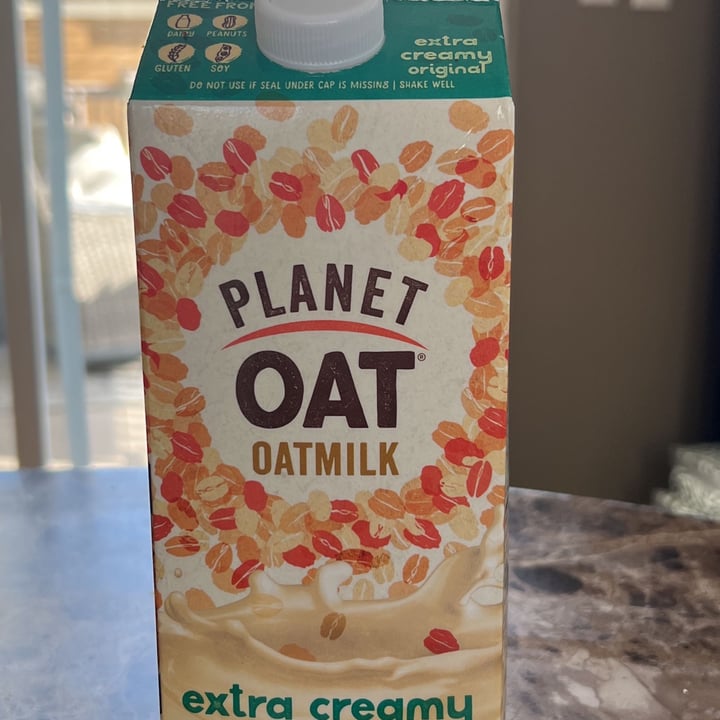 FREE FROM
DAIRY PEANUTS
GLUTEN SOY
extra
creamy
original
DO NOT USE IF SEAL UNDER CAP IS MISSING | SHAKE WELL
PLANET
OAT®
OATMILK
extra creamy